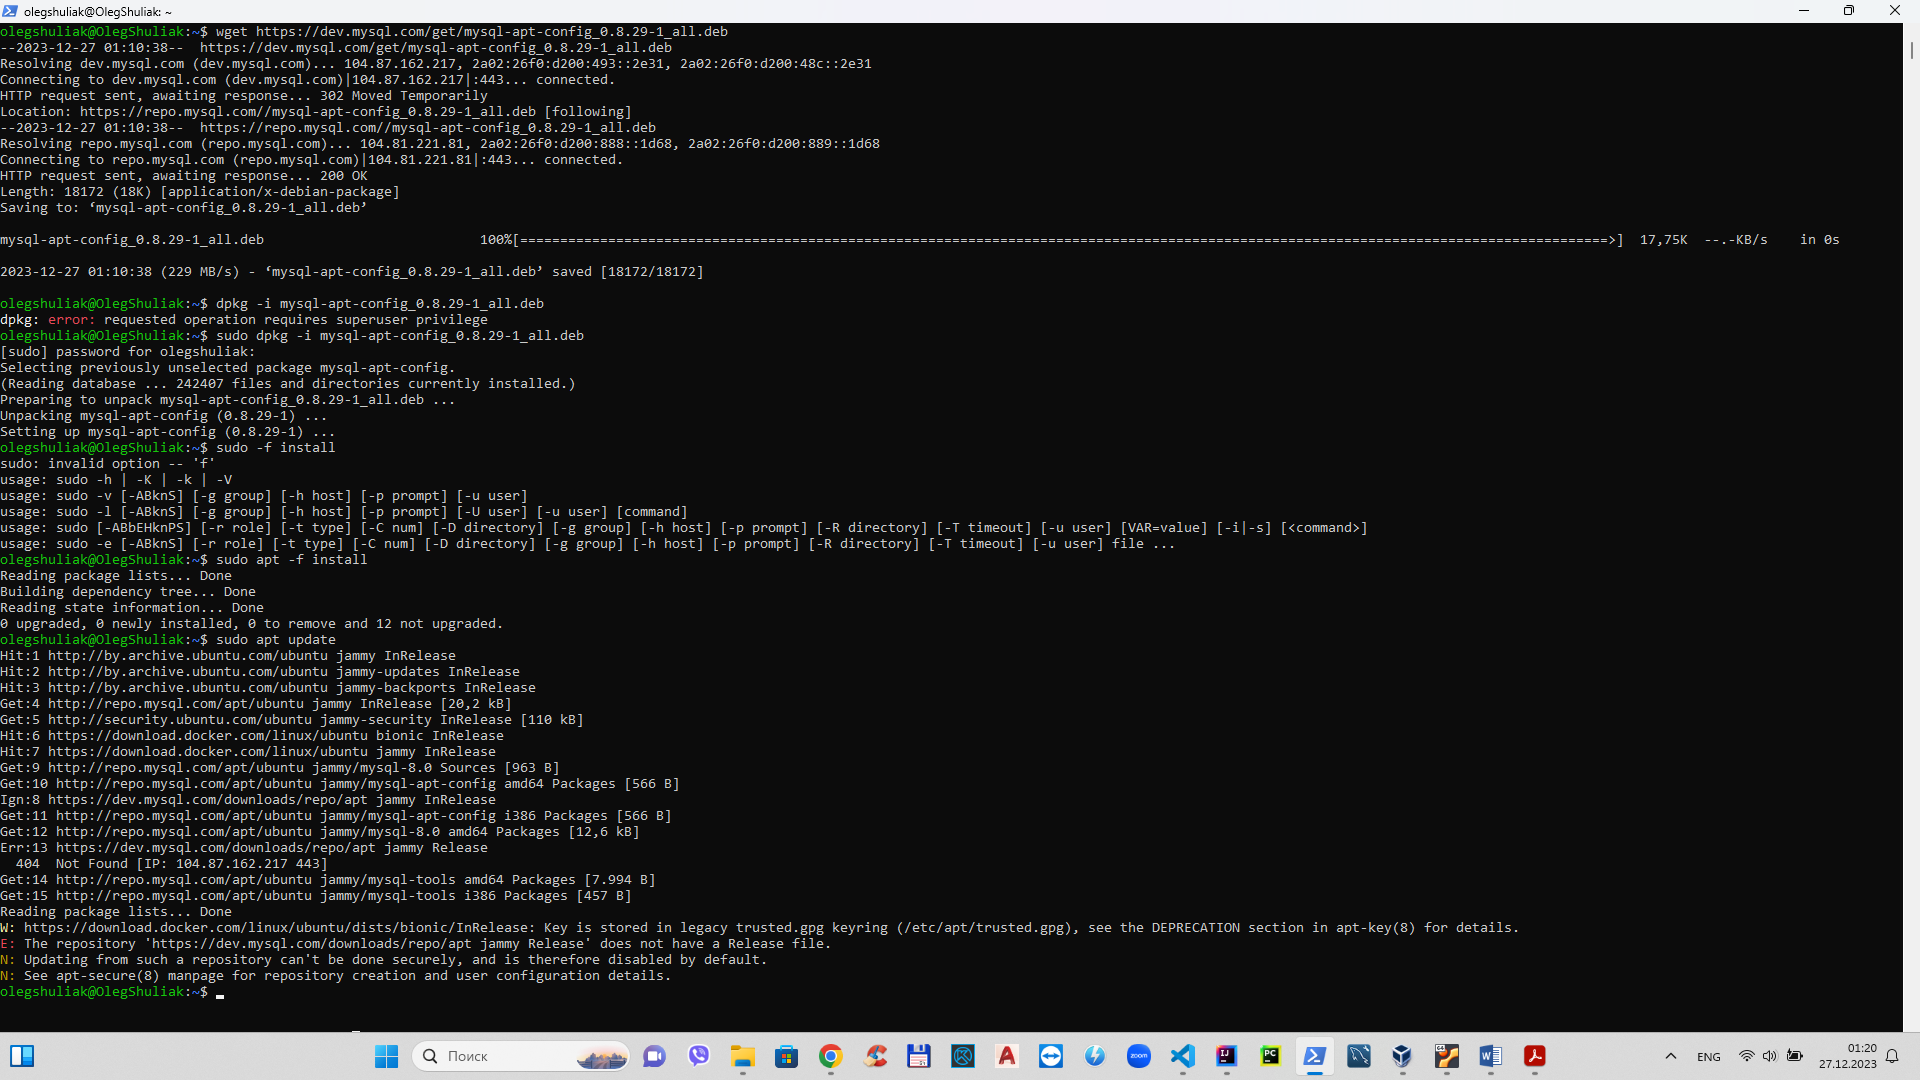 olegshuliak@OlegShuliak: ~
olegshuliak@OlegShuliak:~$ wget https://dev.mysql.com/get/mysql-apt-config_0.8.29-1_all.deb
--2023-12-27 01:10:38--  https://dev.mysql.com/get/mysql-apt-config_0.8.29-1_all.deb
Resolving dev.mysql.com (dev.mysql.com)... 104.87.162.217, 2a02:26f0:d200:493::2e31, 2a02:26f0:d200:48c::2e31
Connecting to dev.mysql.com (dev.mysql.com)|104.87.162.217|:443... connected.
HTTP request sent, awaiting response... 302 Moved Temporarily
Location: https://repo.mysql.com//mysql-apt-config_0.8.29-1_all.deb [following]
--2023-12-27 01:10:38--  https://repo.mysql.com//mysql-apt-config_0.8.29-1_all.deb
Resolving repo.mysql.com (repo.mysql.com)... 104.81.221.81, 2a02:26f0:d200:888::1d68, 2a02:26f0:d200:889::1d68
Connecting to repo.mysql.com (repo.mysql.com)|104.81.221.81|:443... connected.
HTTP request sent, awaiting response... 200 OK
Length: 18172 (18K) [application/x-debian-package]
Saving to: ‘mysql-apt-config_0.8.29-1_all.deb’
mysql-apt-config_0.8.29-1_all.deb 100%[========================================================================================================================================>] 17,75K --.-KB/s in 0s
2023-12-27 01:10:38 (229 MB/s) - ‘mysql-apt-config_0.8.29-1_all.deb’ saved [18172/18172]
olegshuliak@OlegShuliak:~$ dpkg -i mysql-apt-config_0.8.29-1_all.deb
dpkg: error: requested operation requires superuser privilege
olegshuliak@OlegShuliak:~$ sudo dpkg -i mysql-apt-config_0.8.29-1_all.deb
[sudo] password for olegshuliak:
Selecting previously unselected package mysql-apt-config.
(Reading database ... 242407 files and directories currently installed.)
Preparing to unpack mysql-apt-config_0.8.29-1_all.deb ...
Unpacking mysql-apt-config (0.8.29-1) ...
Setting up mysql-apt-config (0.8.29-1) ...
olegshuliak@OlegShuliak:~$ sudo -f install
sudo: invalid option -- 'f'
usage: sudo -h | -K | -k | -V
usage: sudo -v [-ABknS] [-g group] [-h host] [-p prompt] [-u user]
usage: sudo -l [-ABknS] [-g group] [-h host] [-p prompt] [-U user] [-u user] [command]
usage: sudo [-ABbEHknPS] [-r role] [-t type] [-C num] [-D directory] [-g group] [-h host] [-p prompt] [-R directory] [-T timeout] [-u user] [VAR=value] [-i|-s] [<command>]
usage: sudo -e [-ABknS] [-r role] [-t type] [-C num] [-D directory] [-g group] [-h host] [-p prompt] [-R directory] [-T timeout] [-u user] file ...
olegshuliak@OlegShuliak:~$ sudo apt -f install
Reading package lists... Done
Building dependency tree... Done
Reading state information... Done
0 upgraded, 0 newly installed, 0 to remove and 12 not upgraded.
olegshuliak@OlegShuliak:~$ sudo apt update
Hit:1 http://by.archive.ubuntu.com/ubuntu jammy InRelease
Hit:2 http://by.archive.ubuntu.com/ubuntu jammy-updates InRelease
Hit:3 http://by.archive.ubuntu.com/ubuntu jammy-backports InRelease
Get:4 http://repo.mysql.com/apt/ubuntu jammy InRelease [20,2 kB]
Get:5 http://security.ubuntu.com/ubuntu jammy-security InRelease [110 kB]
Hit:6 https://download.docker.com/linux/ubuntu bionic InRelease
Hit:7 https://download.docker.com/linux/ubuntu jammy InRelease
Get:9 http://repo.mysql.com/apt/ubuntu jammy/mysql-8.0 Sources [963 B]
Get:10 http://repo.mysql.com/apt/ubuntu jammy/mysql-apt-config amd64 Packages [566 B]
Ign:8 https://dev.mysql.com/downloads/repo/apt jammy InRelease
Get:11 http://repo.mysql.com/apt/ubuntu jammy/mysql-apt-config i386 Packages [566 B]
Get:12 http://repo.mysql.com/apt/ubuntu jammy/mysql-8.0 amd64 Packages [12,6 kB]
Err:13 https://dev.mysql.com/downloads/repo/apt jammy Release
404  Not Found [IP: 104.87.162.217 443]
Get:14 http://repo.mysql.com/apt/ubuntu jammy/mysql-tools amd64 Packages [7.994 B]
Get:15 http://repo.mysql.com/apt/ubuntu jammy/mysql-tools i386 Packages [457 B]
Reading package lists... Done
W: https://download.docker.com/linux/ubuntu/dists/bionic/InRelease: Key is stored in legacy trusted.gpg keyring (/etc/apt/trusted.gpg), see the DEPRECATION section in apt-key(8) for details.
E: The repository 'https://dev.mysql.com/downloads/repo/apt jammy Release' does not have a Release file.
N: Updating from such a repository can't be done securely, and is therefore disabled by default.
N: See apt-secure(8) manpage for repository creation and user configuration details.
olegshuliak@OlegShuliak:~$
Поиск
zoom
IJ
PC
ENG
01:20
27.12.2023